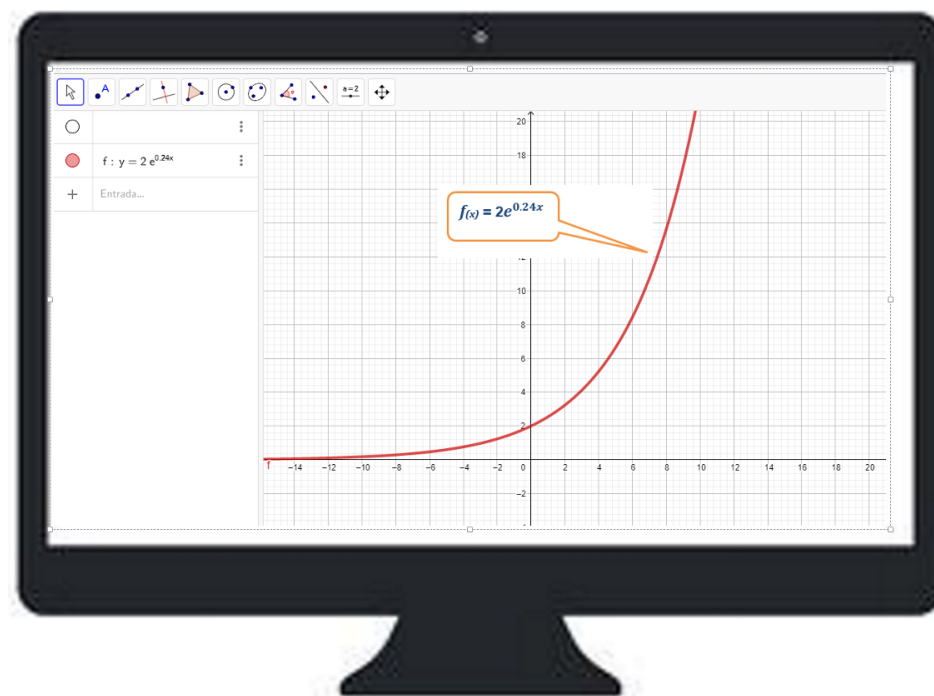 A
a=2
f : y = 2 e^0.24x
+ Entrada...
f(x) = 2e^0.24x
20
18
10
8
6
4
2
−2
f −14 −12 −10 −8 −6 −4 −2 0 2 4 6 8 10 12 14 16 18 20